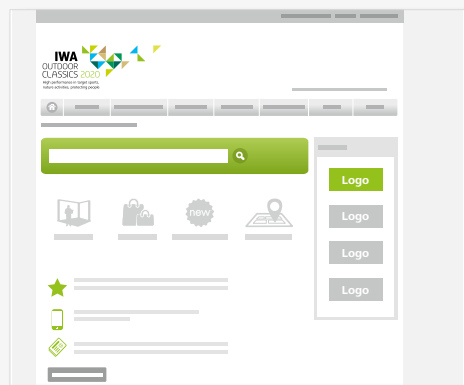 IWA
OUTDOOR
CLASSICS 2020
High performance in target sports,
nature activities, protecting people
new
Logo
Logo
Logo
Logo